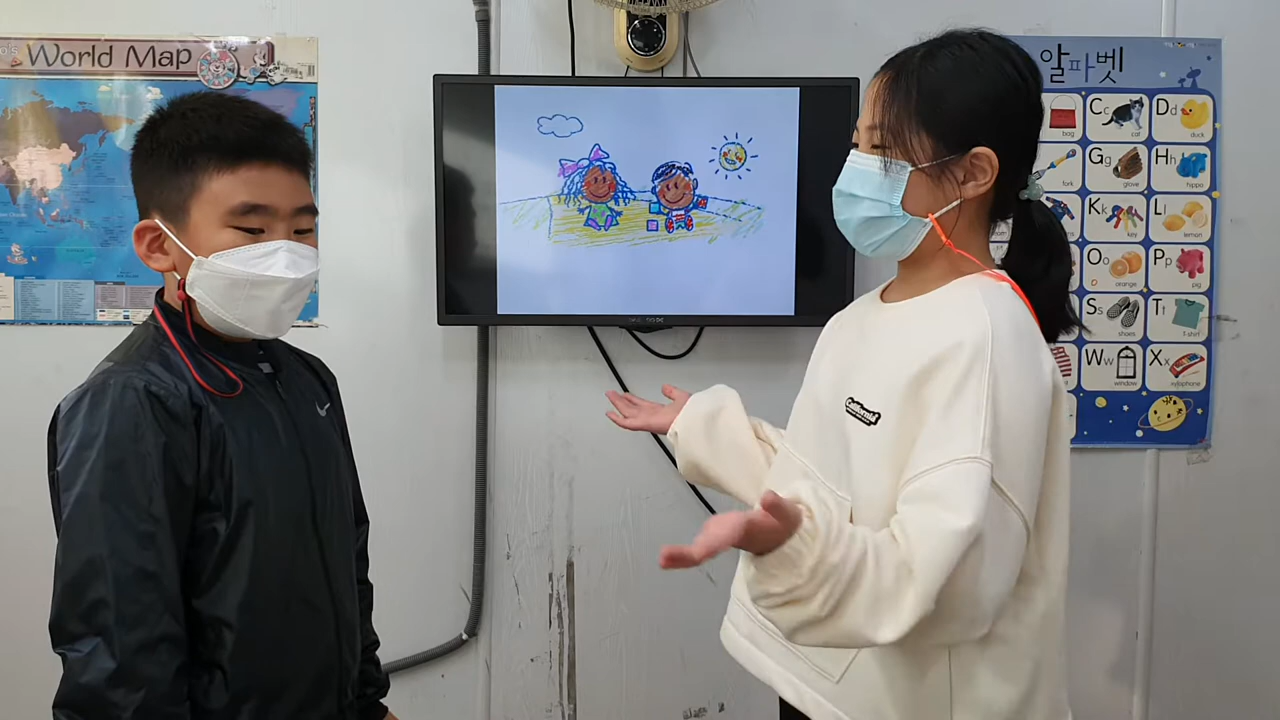 World Map
알파벳
bag
Cc
cat
Dd
duck
fork
Gg
glove
Hh
hippo
Kk
key
Ll
lemon
Oo
orange
Pp
pig
Ss
shoes
Tt
t-shirt
Ww
window
Xx
xylophone
California